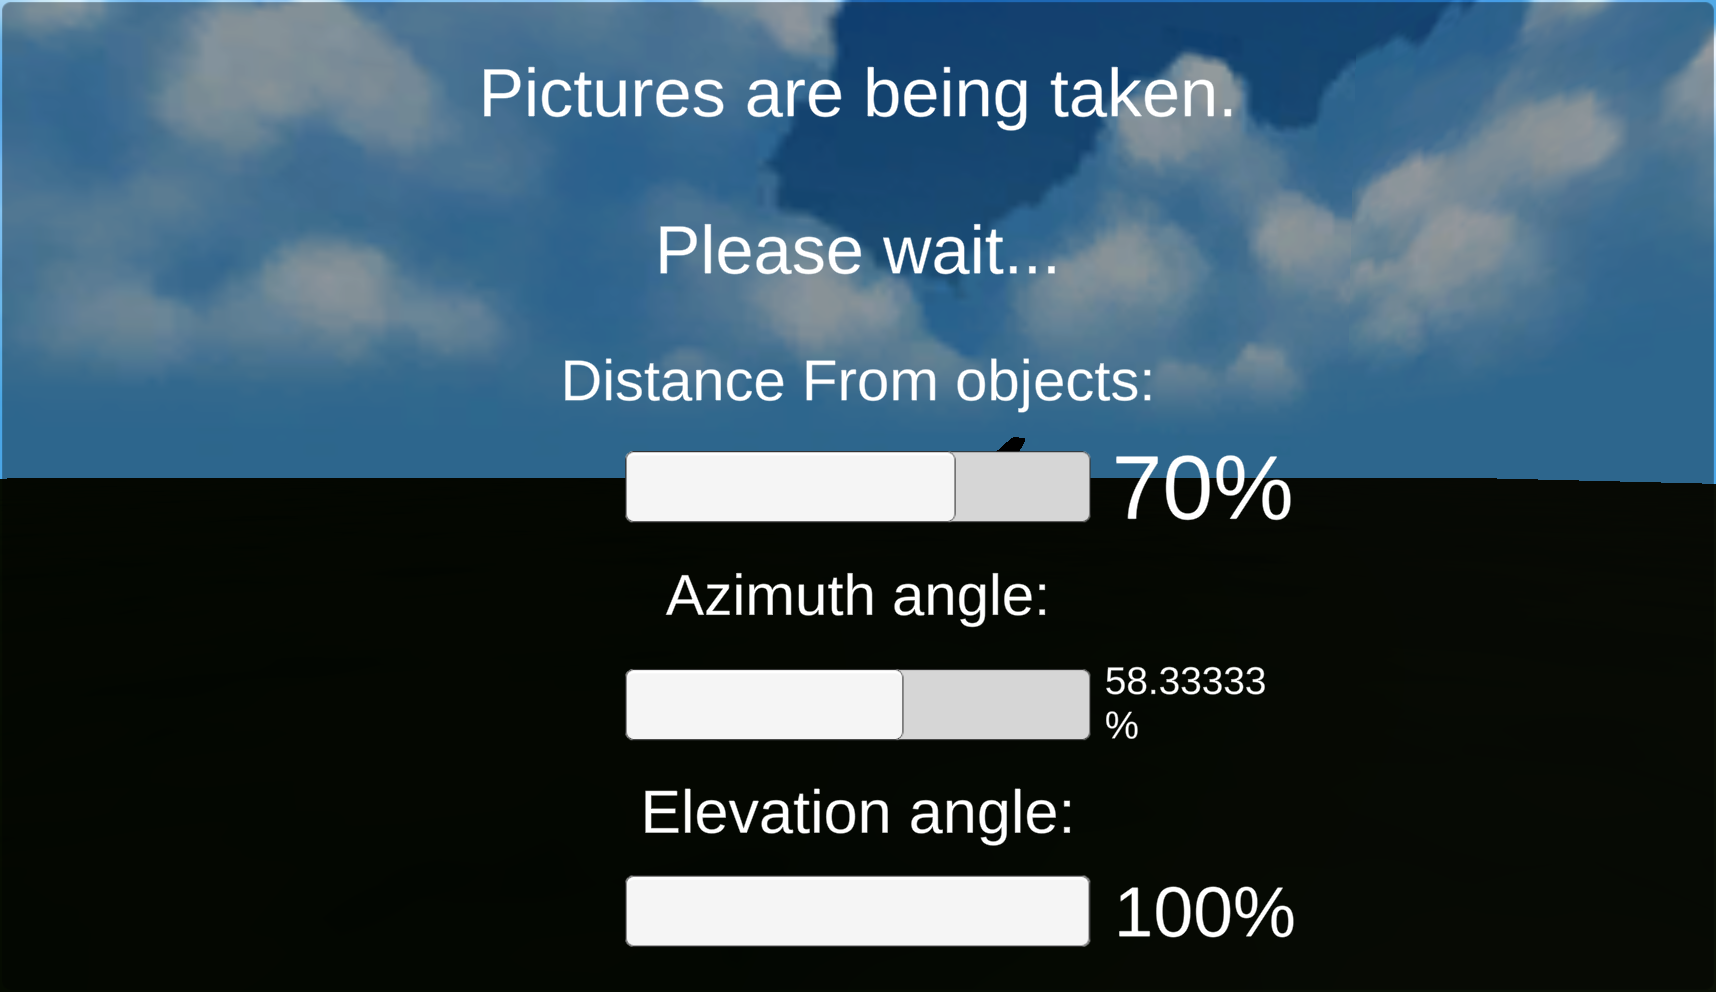 Pictures are being taken.
Please wait...
Distance From objects:
70%
Azimuth angle:
58.33333
%
Elevation angle:
100%